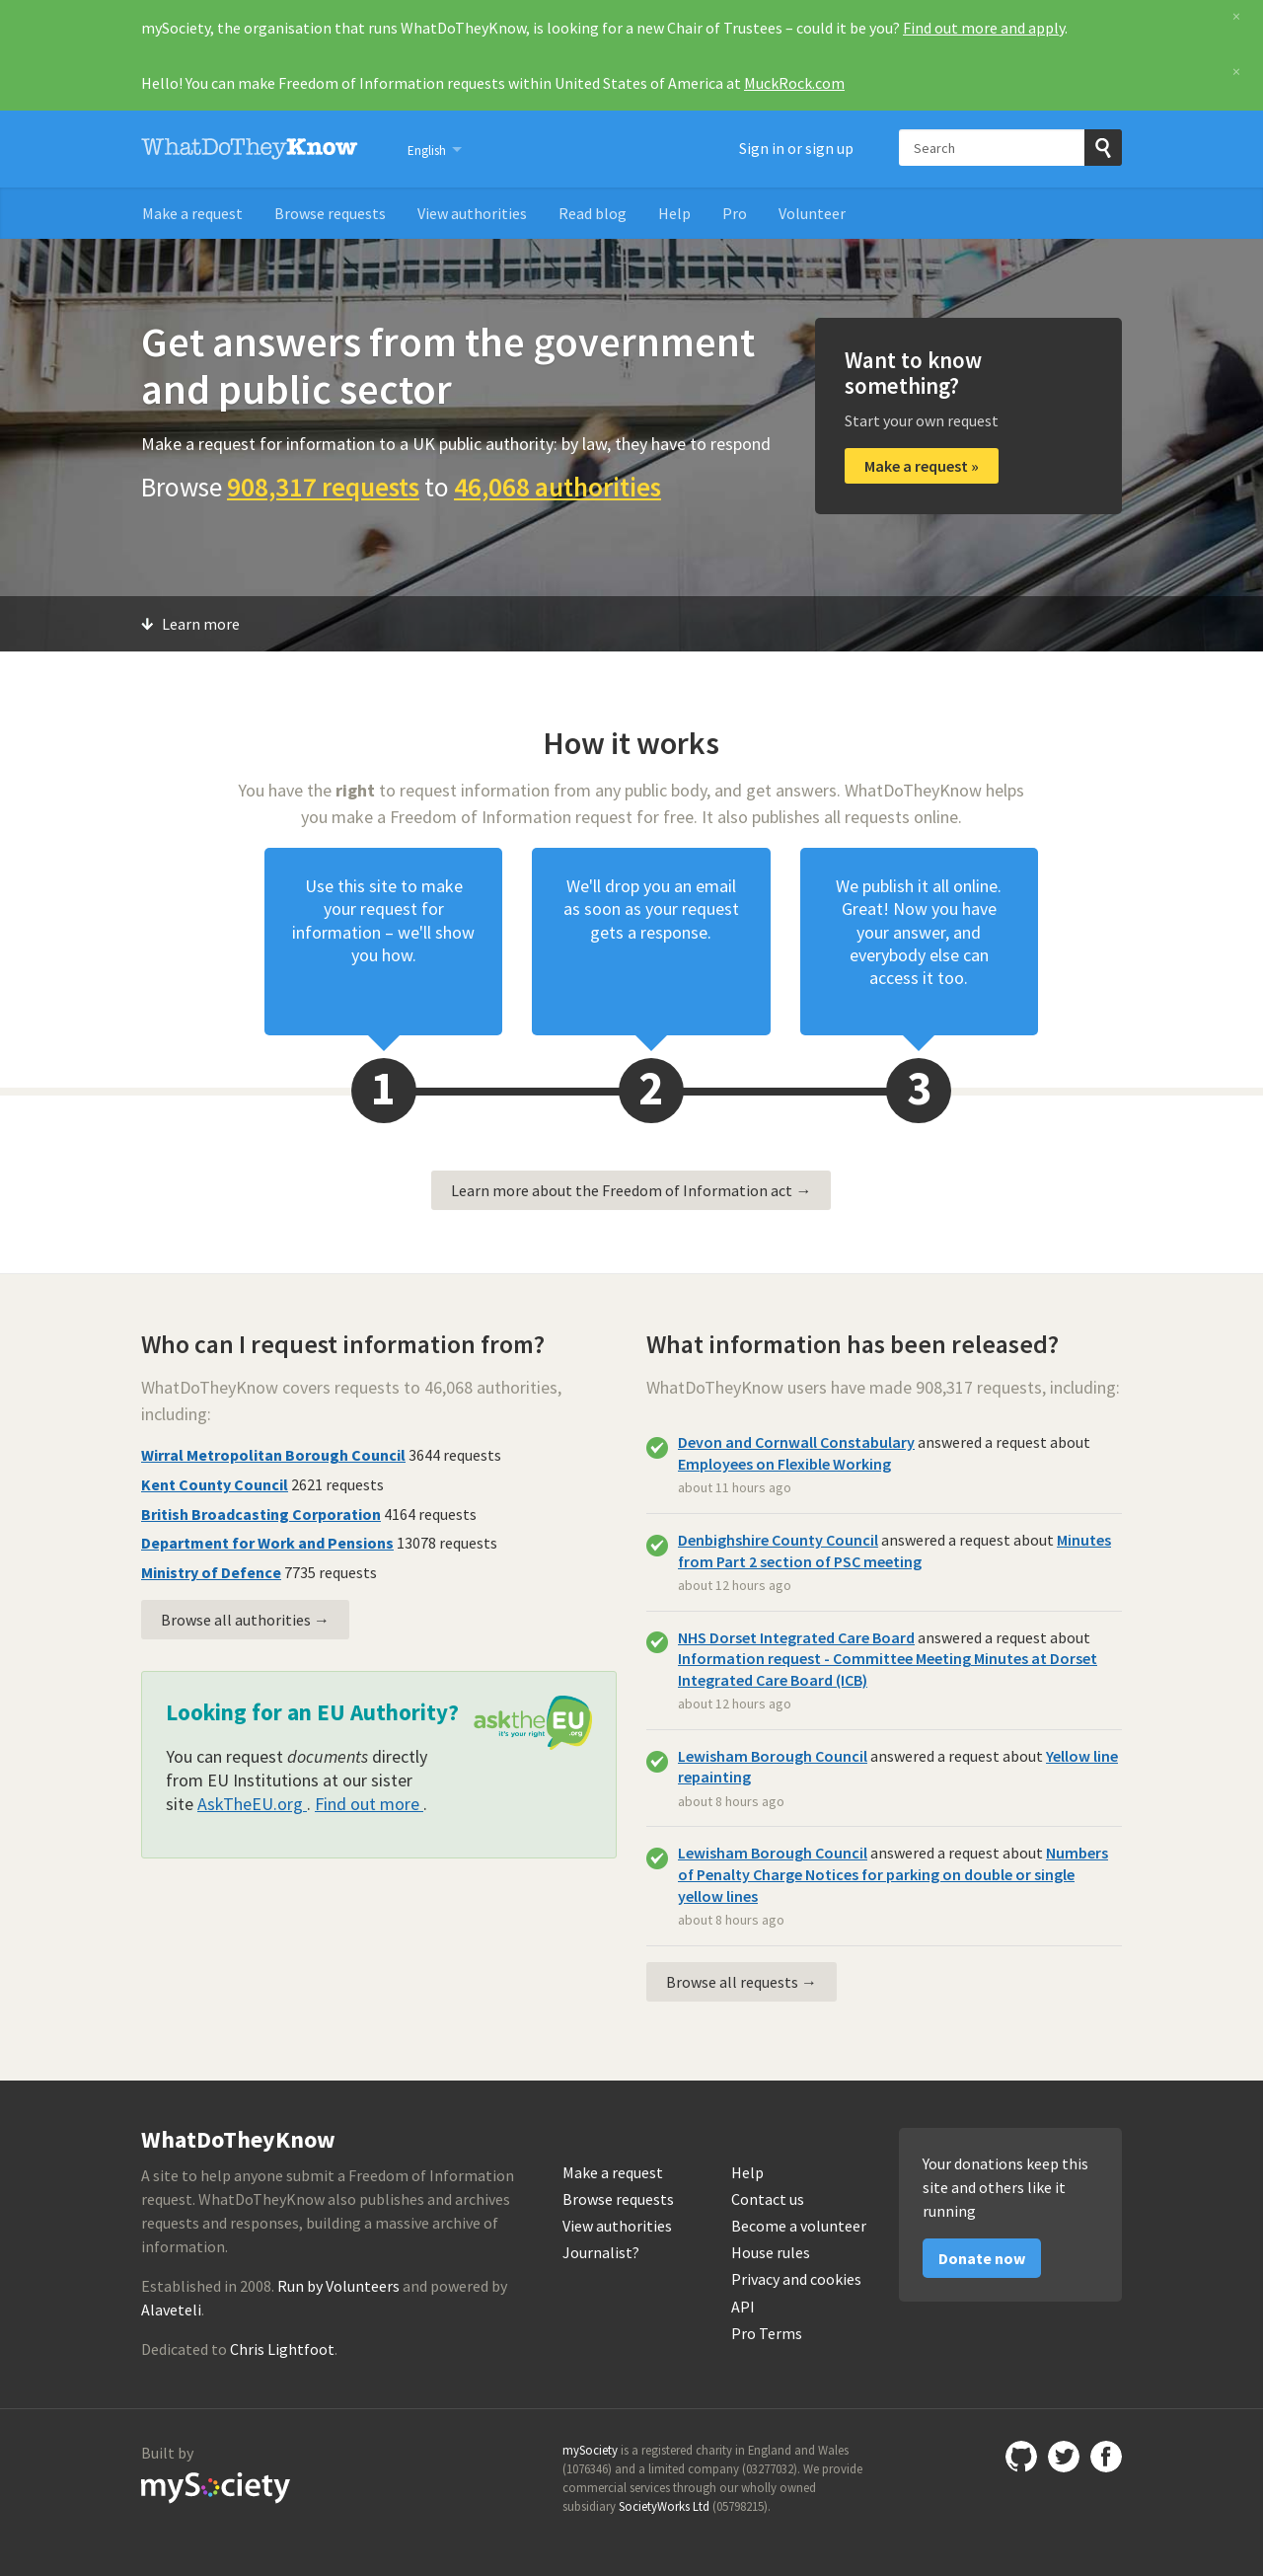 mySociety, the organisation that runs WhatDoTheyKnow, is looking for a new Chair of Trustees – could it be you? Find out more and apply.
×
Hello! You can make Freedom of Information requests within United States of America at MuckRock.com
×
WhatDoTheyKnow
English
Sign in or sign up
Search
Make a request
Browse requests
View authorities
Read blog
Help
Pro
Volunteer
Get answers from the government
and public sector
Make a request for information to a UK public authority: by law, they have to respond
Browse 908,317 requests to 46,068 authorities
Want to know
something?
Start your own request
Make a request »
Learn more
How it works
You have the right to request information from any public body, and get answers. WhatDoTheyKnow helps
you make a Freedom of Information request for free. It also publishes all requests online.
Use this site to make
your request for
information – we'll show
you how.
We'll drop you an email
as soon as your request
gets a response.
We publish it all online.
Great! Now you have
your answer, and
everybody else can
access it too.
1
2
3
Learn more about the Freedom of Information act →
Who can I request information from?
WhatDoTheyKnow covers requests to 46,068 authorities,
including:
Wirral Metropolitan Borough Council 3644 requests
Kent County Council 2621 requests
British Broadcasting Corporation 4164 requests
Department for Work and Pensions 13078 requests
Ministry of Defence 7735 requests
Browse all authorities →
Looking for an EU Authority?
asktheEU.org
it's your right
You can request documents directly
from EU Institutions at our sister
site AskTheEU.org . Find out more .
What information has been released?
WhatDoTheyKnow users have made 908,317 requests, including:
Devon and Cornwall Constabulary answered a request about
Employees on Flexible Working
about 11 hours ago
Denbighshire County Council answered a request about Minutes
from Part 2 section of PSC meeting
about 12 hours ago
NHS Dorset Integrated Care Board answered a request about
Information request - Committee Meeting Minutes at Dorset
Integrated Care Board (ICB)
about 12 hours ago
Lewisham Borough Council answered a request about Yellow line
repainting
about 8 hours ago
Lewisham Borough Council answered a request about Numbers
of Penalty Charge Notices for parking on double or single
yellow lines
about 8 hours ago
Browse all requests →
WhatDoTheyKnow
A site to help anyone submit a Freedom of Information
request. WhatDoTheyKnow also publishes and archives
requests and responses, building a massive archive of
information.
Established in 2008. Run by Volunteers and powered by
Alaveteli.
Dedicated to Chris Lightfoot.
Make a request
Browse requests
View authorities
Journalist?
Help
Contact us
Become a volunteer
House rules
Privacy and cookies
API
Pro Terms
Your donations keep this
site and others like it
running
Donate now
Built by
mySociety
mySociety is a registered charity in England and Wales
(1076346) and a limited company (03277032). We provide
commercial services through our wholly owned
subsidiary SocietyWorks Ltd (05798215).